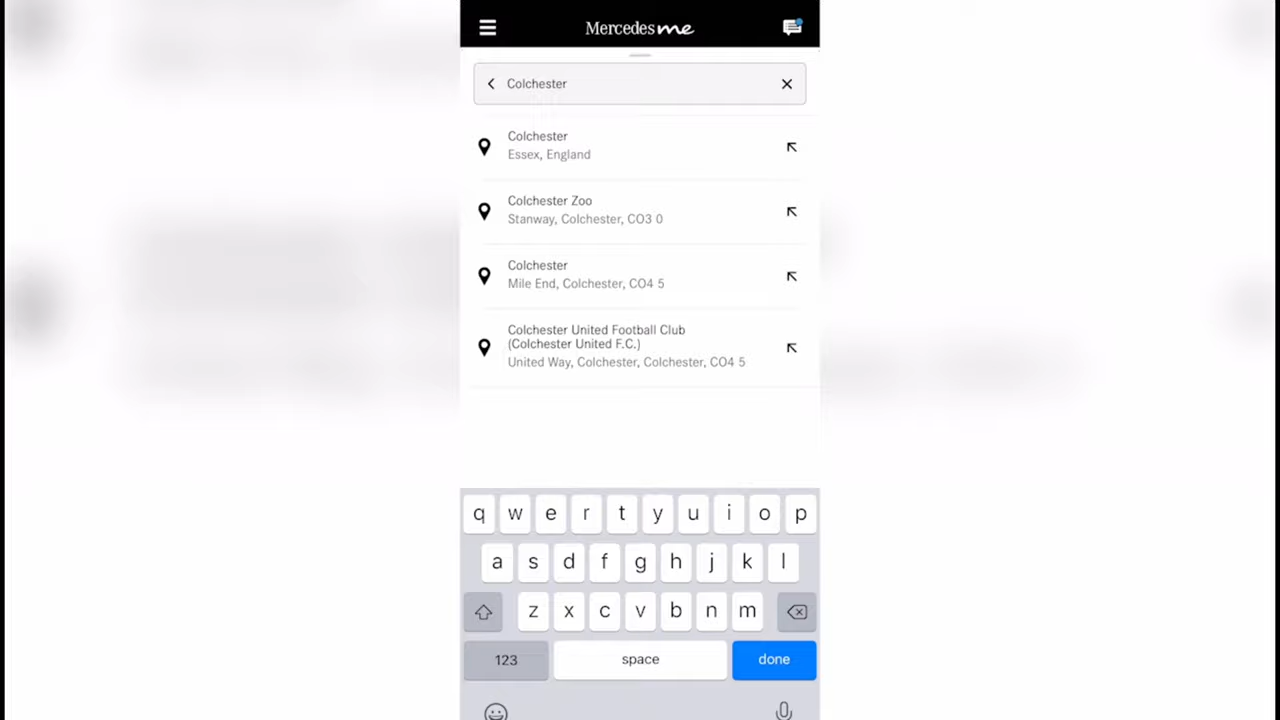 Mercedes me
Colchester
Colchester
Essex, England
Colchester Zoo
Stanway, Colchester, CO3 0
Colchester
Mile End, Colchester, CO4 5
Colchester United Football Club
(Colchester United F.C.)
United Way, Colchester, Colchester, CO4 5
q w e r t y u i o p
a s d f g h j k l
z x c v b n m
123 space done